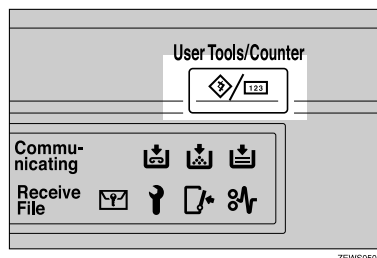 User Tools/Counter
123
Commu-
nicating
Receive
File
ZEWS050